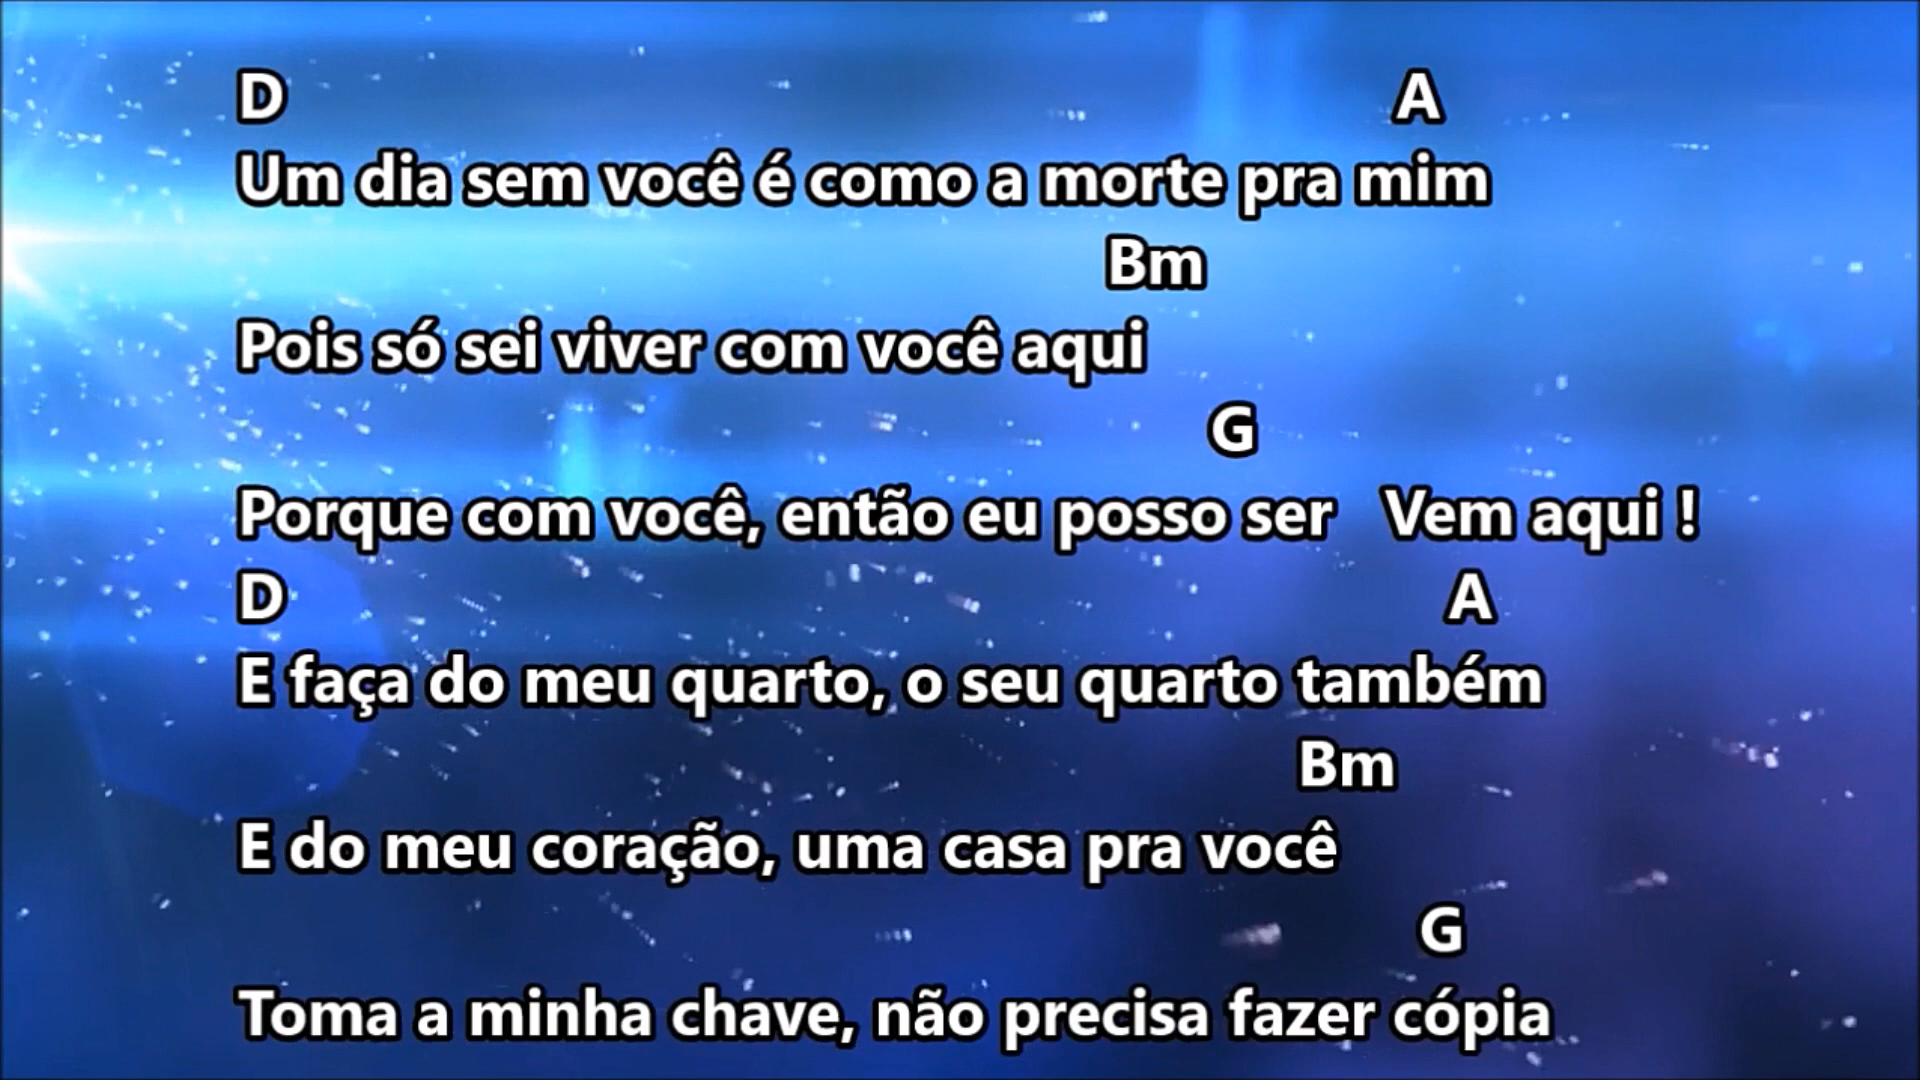 D A
Um dia sem você é como a morte pra mim
Bm
Pois só sei viver com você aqui
G
Porque com você, então eu posso ser Vem aqui !
D A
E faça do meu quarto, o seu quarto também
Bm
E do meu coração, uma casa pra você
G
Toma a minha chave, não precisa fazer cópia